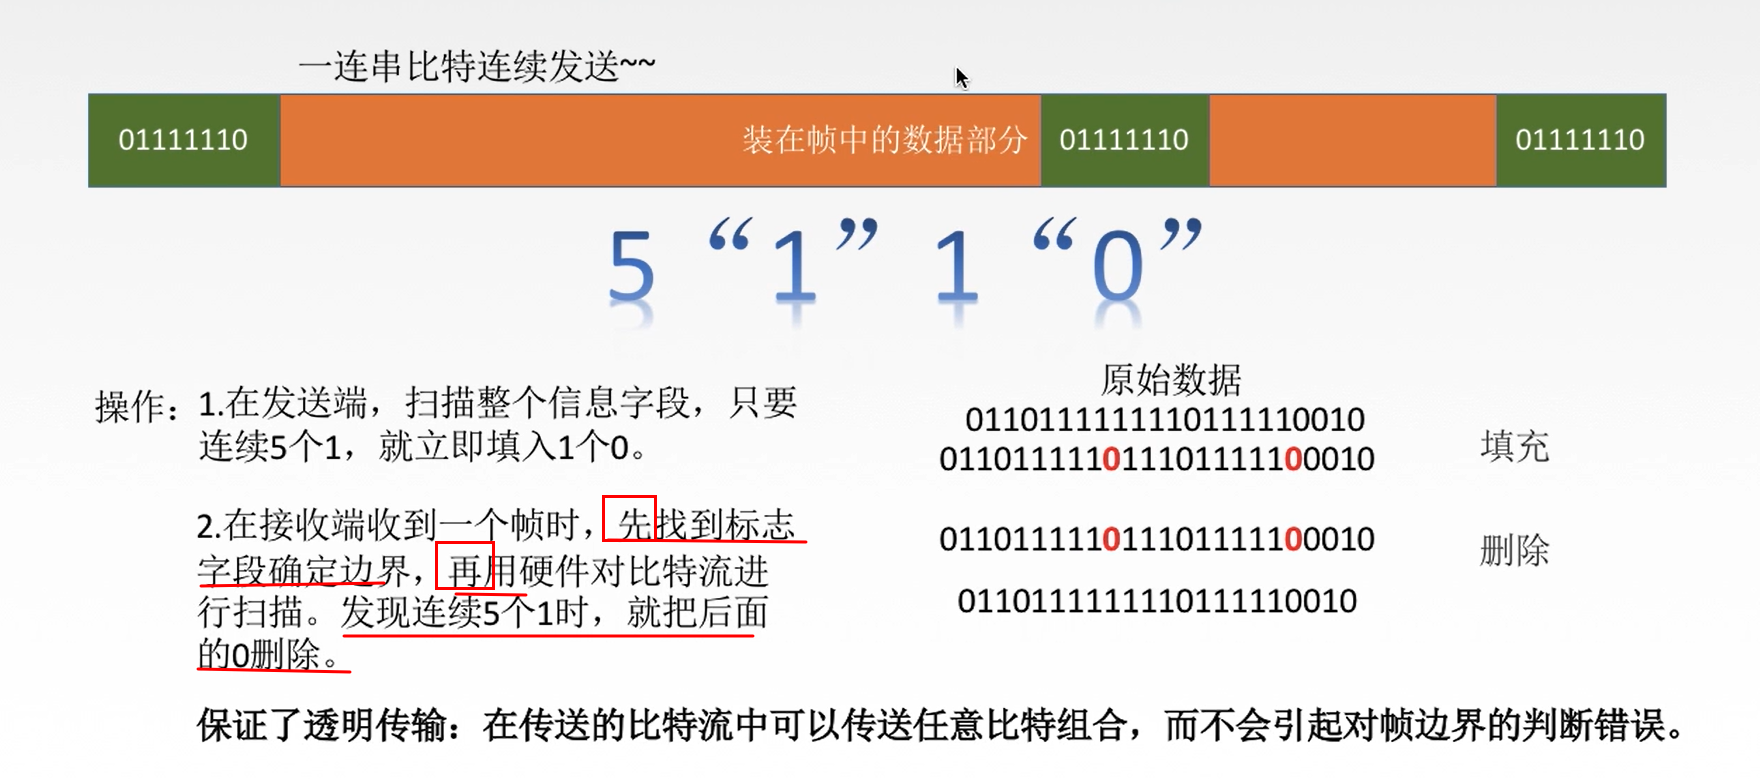 一连串比特连续发送~~
01111110 装在帧中的数据部分 01111110 01111110
5 “1” 1 “0”
操作：1.在发送端，扫描整个信息字段，只要
连续5个1，就立即填入1个0。
2.在接收端收到一个帧时，先找到标志
字段确定边界，再用硬件对比特流进
行扫描。发现连续5个1时，就把后面
的0删除。
原始数据
0110111111110111110010
011011111011101111100010
填充
011011111011101111100010
删除
0110111111110111110010
保证了透明传输：在传送的比特流中可以传送任意比特组合，而不会引起对帧边界的判断错误。